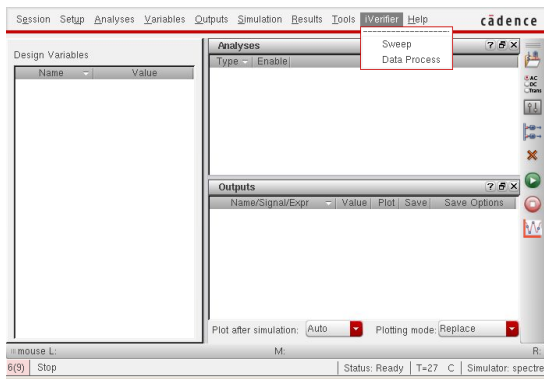 Session Setup Analyses Variables Outputs Simulation Results Tools iVerifier Help cādence
Sweep
Data Process
Design Variables
Name Value
Analyses ? X
Type Enable
AC
DC
Trans
Outputs ? X
Name/Signal/Expr Value Plot Save Save Options
Plot after simulation: Auto Plotting mode: Replace
mouse L: M: R:
6(9) Stop Status: Ready T=27 C Simulator: spectre